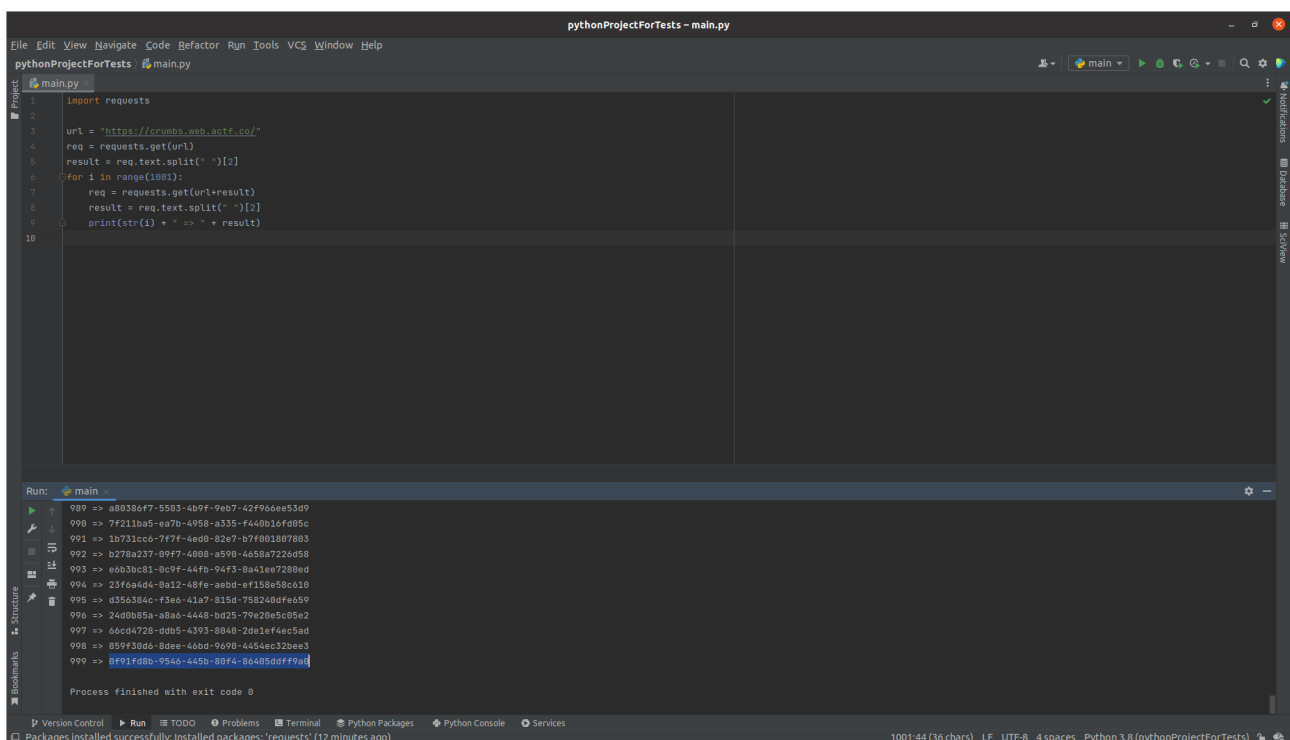 pythonProjectForTests – main.py
File Edit View Navigate Code Refactor Run Tools VCS Window Help
pythonProjectForTests main.py
main
Project
main.py
Notifications
Database
SciView
1 import requests
2
3 url = "https://crumbs.web.actf.co/"
4 req = requests.get(url)
5 result = req.text.split(" ")[2]
6 for i in range(1001):
7 req = requests.get(url+result)
8 result = req.text.split(" ")[2]
9 print(str(i) + " => " + result)
10
Run: main
989 => a80386f7-5503-4b9f-9eb7-42f966ee53d9
990 => 7f211ba5-ea7b-4958-a335-f440b16fd05c
991 => 1b731cc6-7f7f-4ed0-82e7-b7f001807803
992 => b278a237-09f7-4008-a590-4658a7226d58
993 => e6b3bc81-0c9f-44fb-94f3-0a41ee7280ed
994 => 23f6a4d4-0a12-48fe-aebd-ef158e58c610
995 => d356384c-f3e6-41a7-815d-758240dfe659
996 => 24d0b85a-a8a6-4448-bd25-79e20e5c05e2
997 => 66cd4728-ddb5-4393-8040-2de1ef4ec5ad
998 => 859f30d6-8dee-46bd-9690-4454ec32bee3
999 => 0f91fd8b-9546-445b-80f4-86405ddff9a0
Process finished with exit code 0
Structure
Bookmarks
Version Control Run TODO Problems Terminal Python Packages Python Console Services
Packages installed successfully: Installed packages: 'requests' (12 minutes ago)
1001:44 (36 chars) LF UTF-8 4 spaces Python 3.8 (pythonProjectForTests)